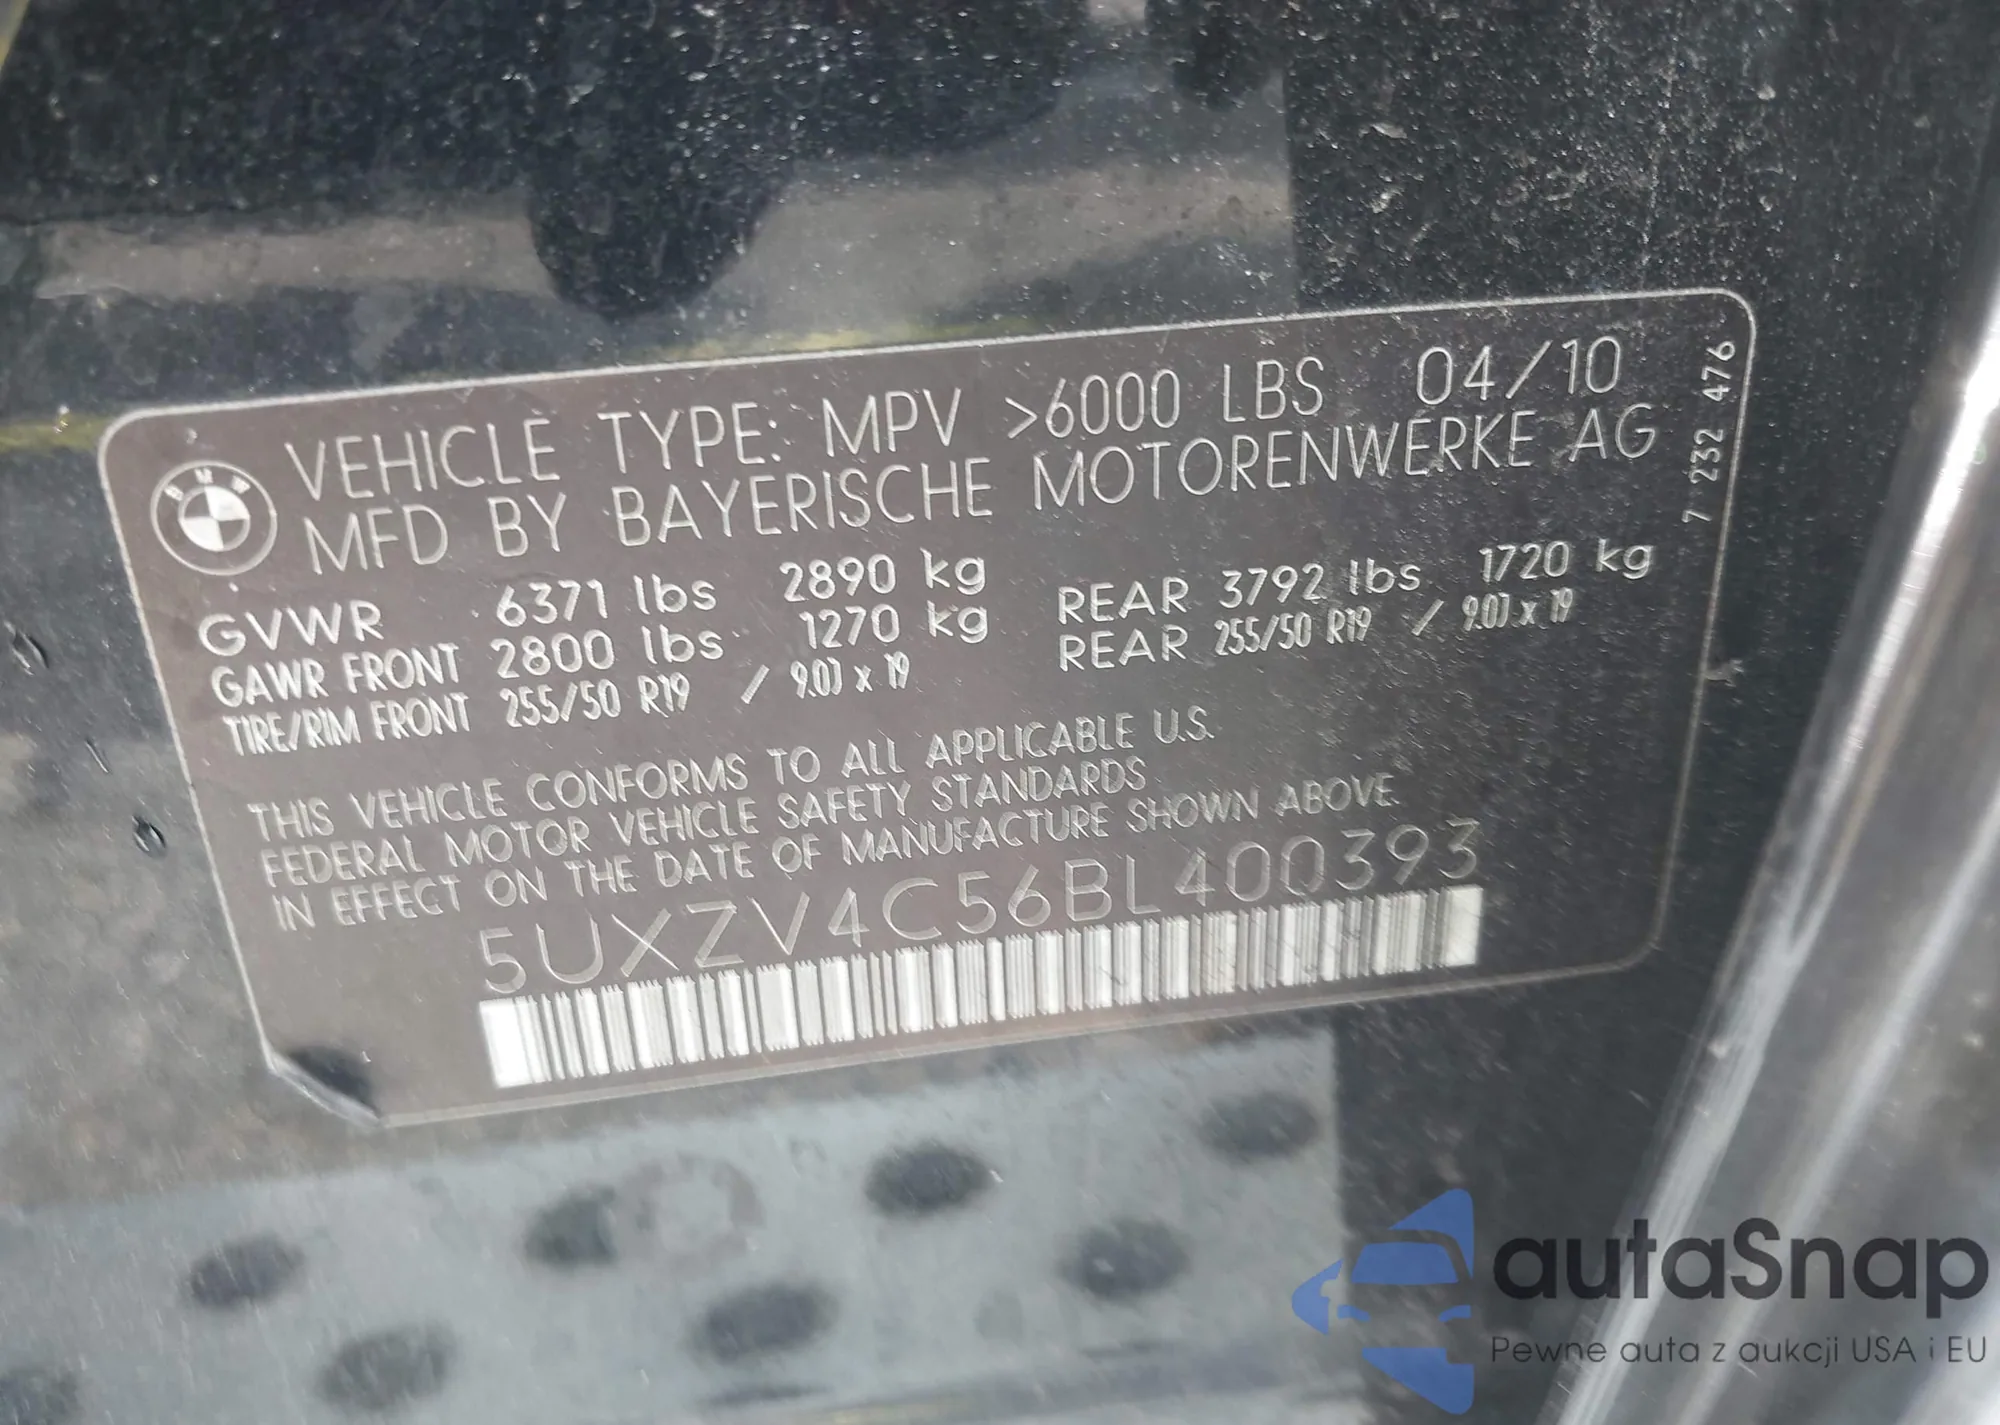 BMW
VEHICLE TYPE: MPV >6000 LBS 04/10
MFD BY BAYERISCHE MOTORENWERKE AG
GVWR 6371 lbs 2890 kg
GAWR FRONT 2800 lbs 1270 kg REAR 3792 lbs 1720 kg
TIRE/RIM FRONT 255/50 R19 / 9.0J x 19 REAR 255/50 R19 / 9.0J x 19
7 232 476
THIS VEHICLE CONFORMS TO ALL APPLICABLE U.S.
FEDERAL MOTOR VEHICLE SAFETY STANDARDS
IN EFFECT ON THE DATE OF MANUFACTURE SHOWN ABOVE.
5UXZV4C56BL400393
autaSnap
Pewne auta z aukcji USA i EU